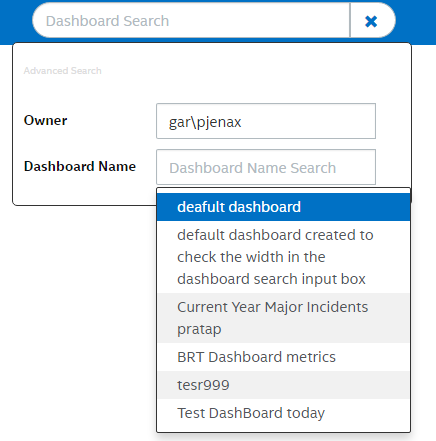 Dashboard Search
Advanced Search
Owner
gar\pjenax
Dashboard Name
Dashboard Name Search
deafult dashboard
default dashboard created to
check the width in the
dashboard search input box
Current Year Major Incidents
pratap
BRT Dashboard metrics
tesr999
Test DashBoard today